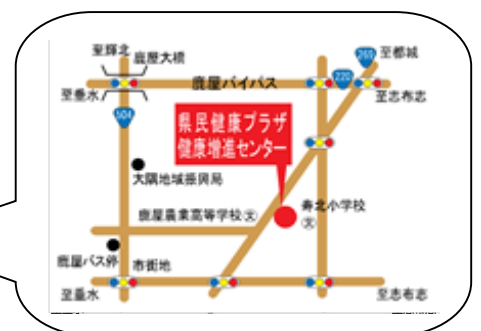 至輝北
鹿屋大橋
269
至都城
鹿屋バイパス
220
至垂水
至志布志
504
県民健康プラザ
健康増進センター
大隅地域振興局
鹿屋農業高等学校
文
寿北小学校
文
鹿屋バス停
市街地
至垂水
至志布志